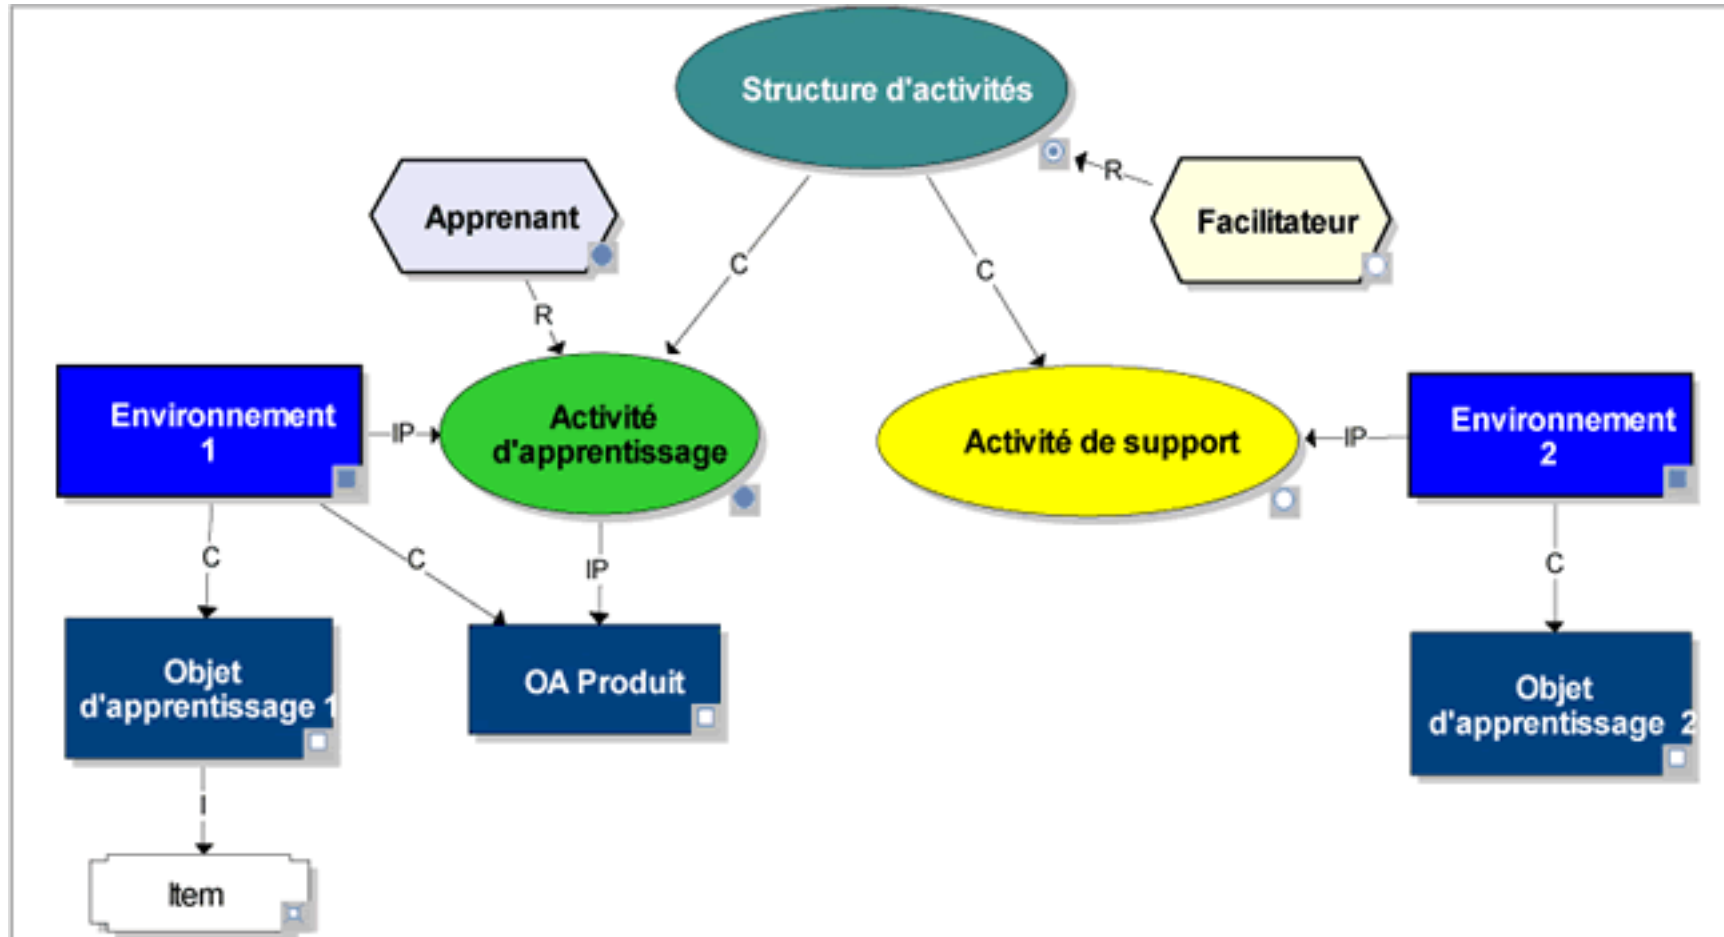 Structure d'activités
R
Apprenant
Facilitateur
C
C
R
Environnement
1
IP
Activité
d'apprentissage
Activité de support
IP
Environnement
2
C
C
IP
C
Objet
d'apprentissage 1
OA Produit
Objet
d'apprentissage 2
I
Item